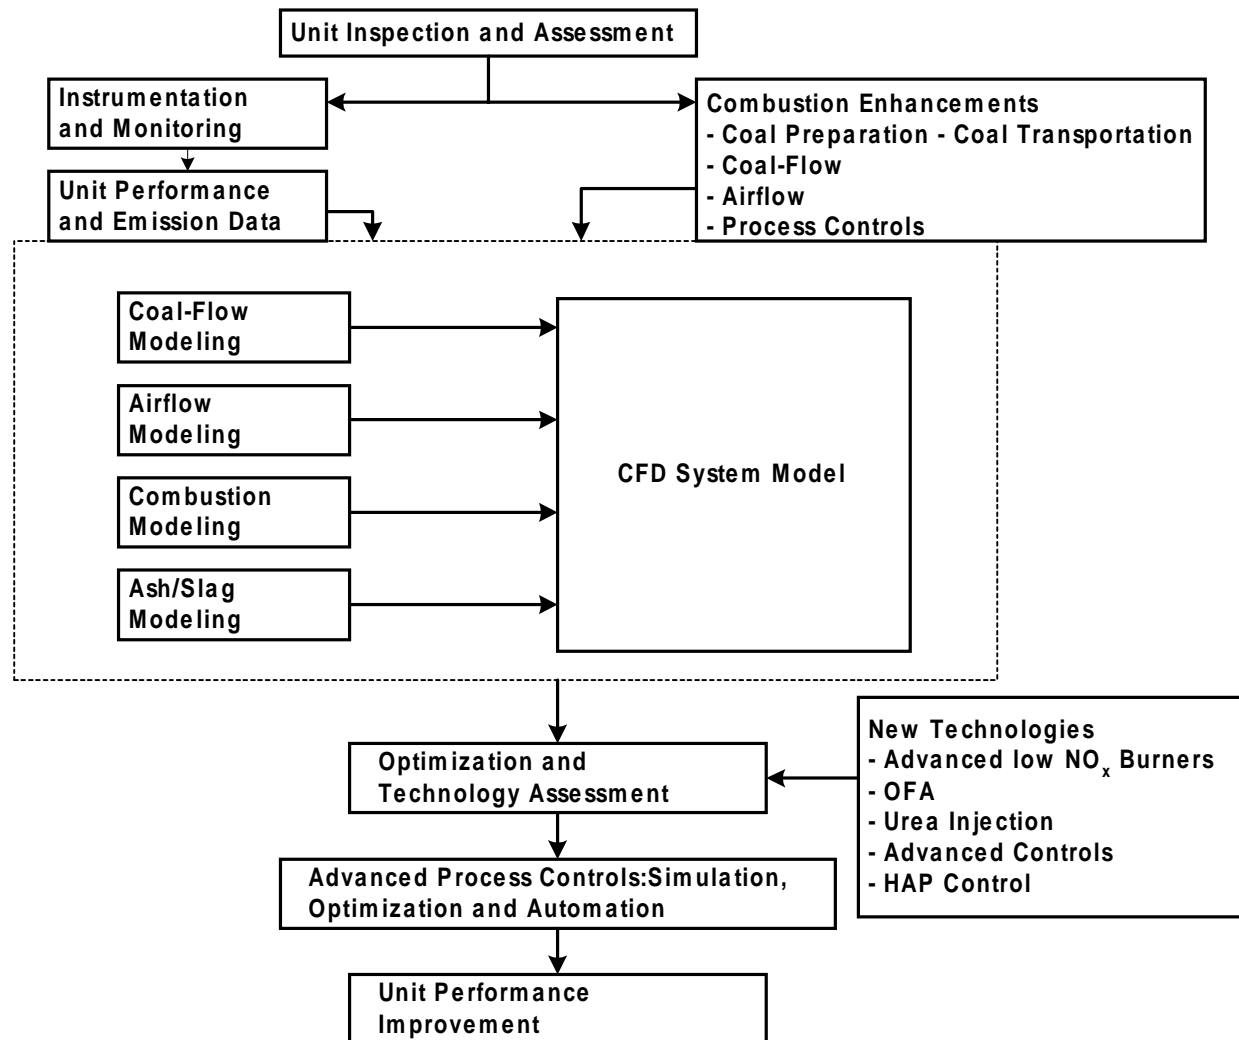 Unit Inspection and Assessment
Instrumentation
and Monitoring
Combustion Enhancements
- Coal Preparation - Coal Transportation
- Coal-Flow
- Airflow
- Process Controls
Unit Performance
and Emission Data
Coal-Flow
Modeling
Airflow
Modeling
Combustion
Modeling
Ash/Slag
Modeling
CFD System Model
New Technologies
- Advanced low NOx Burners
- OFA
- Urea Injection
- Advanced Controls
- HAP Control
Optimization and
Technology Assessment
Advanced Process Controls:Simulation,
Optimization and Automation
Unit Performance
Improvement